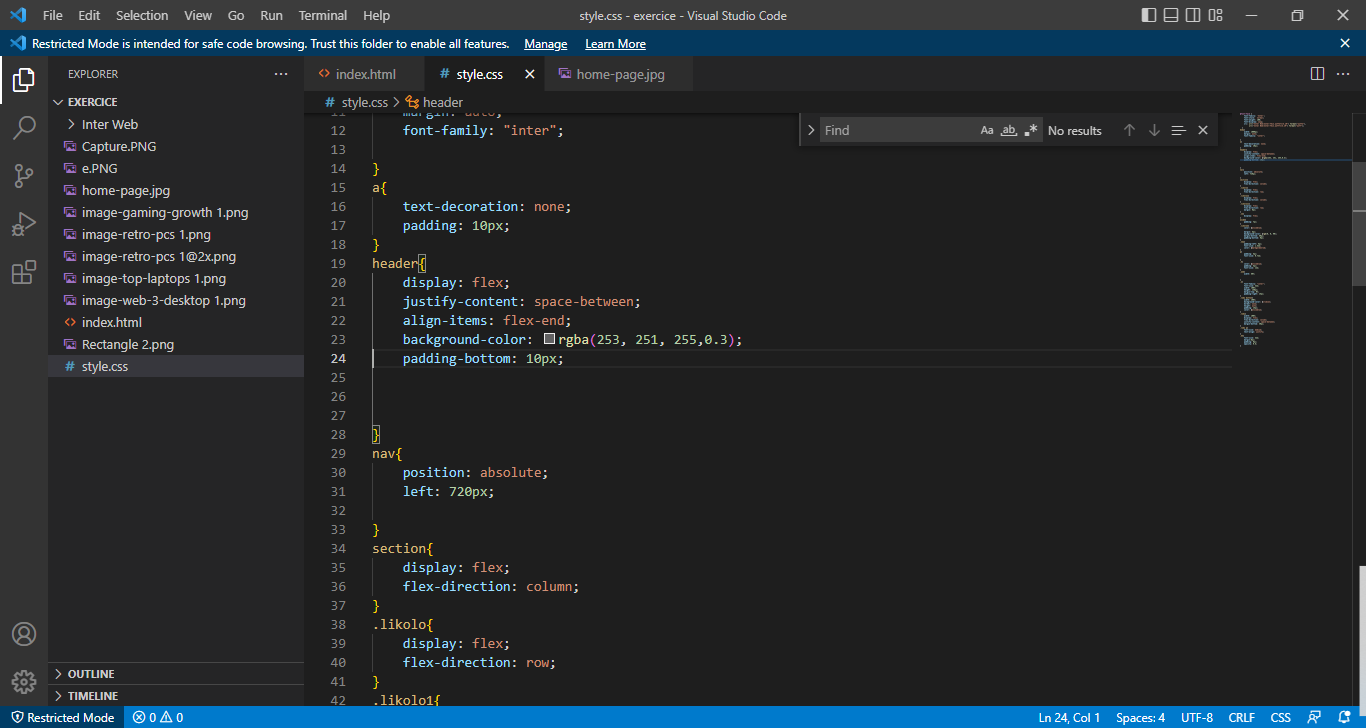 File Edit Selection View Go Run Terminal Help style.css - exercice - Visual Studio Code
Restricted Mode is intended for safe code browsing. Trust this folder to enable all features. Manage Learn More
EXPLORER
EXERCICE
Inter Web
Capture.PNG
e.PNG
home-page.jpg
image-gaming-growth 1.png
image-retro-pcs 1.png
image-retro-pcs 1@2x.png
image-top-laptops 1.png
image-web-3-desktop 1.png
index.html
Rectangle 2.png
style.css
OUTLINE
TIMELINE
index.html style.css home-page.jpg
style.css header
Find Aa ab No results
11 margin: auto;
12 font-family: "inter";
13
14 }
15 a{
16 text-decoration: none;
17 padding: 10px;
18 }
19 header{
20 display: flex;
21 justify-content: space-between;
22 align-items: flex-end;
23 background-color: rgba(253, 251, 255,0.3);
24 padding-bottom: 10px;
25
26
27
28 }
29 nav{
30 position: absolute;
31 left: 720px;
32
33 }
34 section{
35 display: flex;
36 flex-direction: column;
37 }
38 .likolo{
39 display: flex;
40 flex-direction: row;
41 }
42 .likolo1{
Restricted Mode 0 0 Ln 24, Col 1 Spaces: 4 UTF-8 CRLF CSS